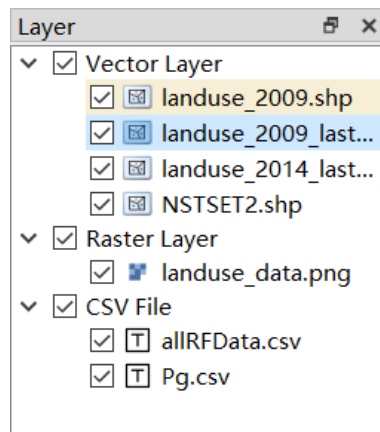 Layer
Vector Layer
landuse_2009.shp
landuse_2009_last...
landuse_2014_last...
NSTSET2.shp
Raster Layer
landuse_data.png
CSV File
T allRFData.csv
T Pg.csv